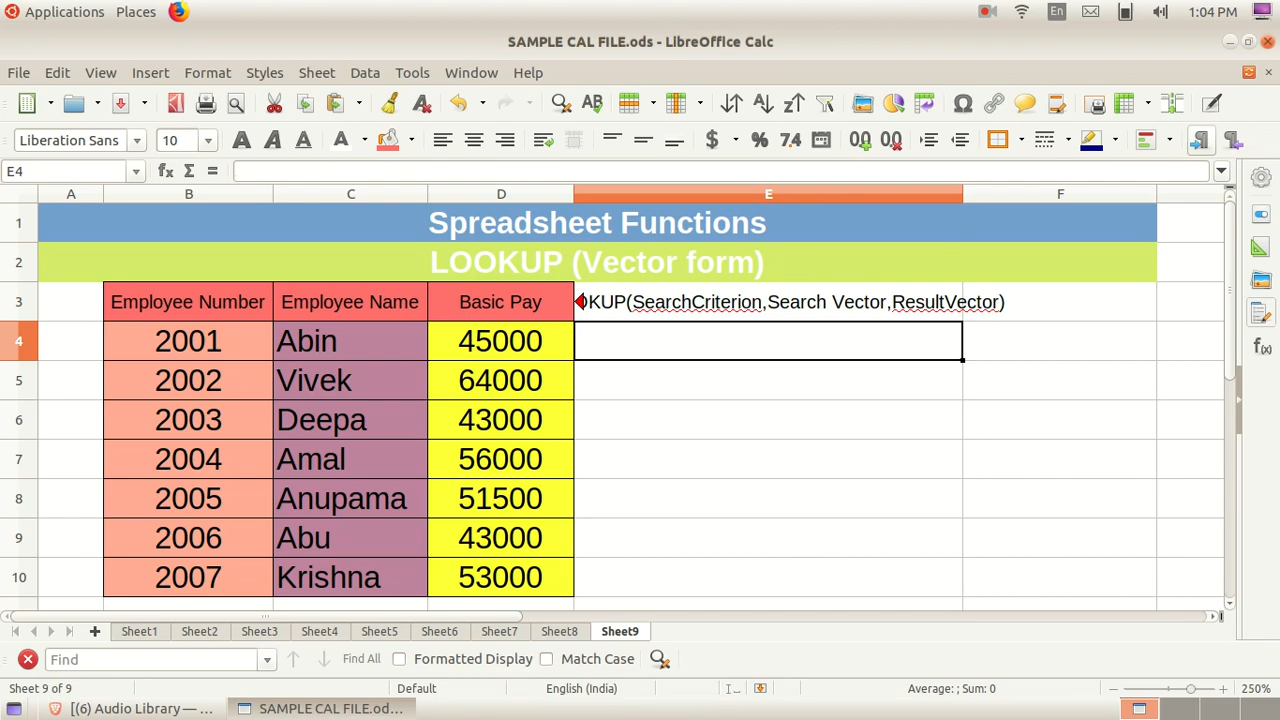 Applications Places En 1:04 PM
SAMPLE CAL FILE.ods - LibreOffice Calc
File Edit View Insert Format Styles Sheet Data Tools Window Help
Liberation Sans 10 $ % 7.4
E4 fx Σ =
A B C D E F
1 Spreadsheet Functions
2 LOOKUP (Vector form)
3 Employee Number Employee Name Basic Pay OKUP(SearchCriterion,Search Vector,ResultVector)
4 2001 Abin 45000
5 2002 Vivek 64000
6 2003 Deepa 43000
7 2004 Amal 56000
8 2005 Anupama 51500
9 2006 Abu 43000
10 2007 Krishna 53000
Sheet1 Sheet2 Sheet3 Sheet4 Sheet5 Sheet6 Sheet7 Sheet8 Sheet9
Find Find All Formatted Display Match Case
Sheet 9 of 9 Default English (India) Average: ; Sum: 0 250%
[(6) Audio Library — ... SAMPLE CAL FILE.od...